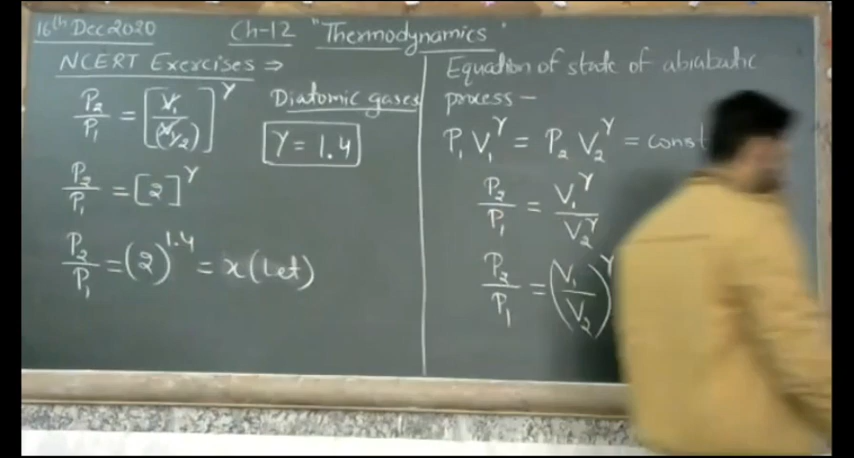 16th Dec 2020
Ch-12 "Thermodynamics"
NCERT Exercises ⇒
P₂/P₁ = [V₁/(V₁/2)]^γ
Diatomic gases
γ = 1.4
P₂/P₁ = [2]^γ
P₂/P₁ = (2)^1.4 = x (Let)
Equation of state of abiabatic
process —
P₁V₁^γ = P₂V₂^γ = const
P₂/P₁ = V₁^γ/V₂^γ
P₂/P₁ = (V₁/V₂)^γ